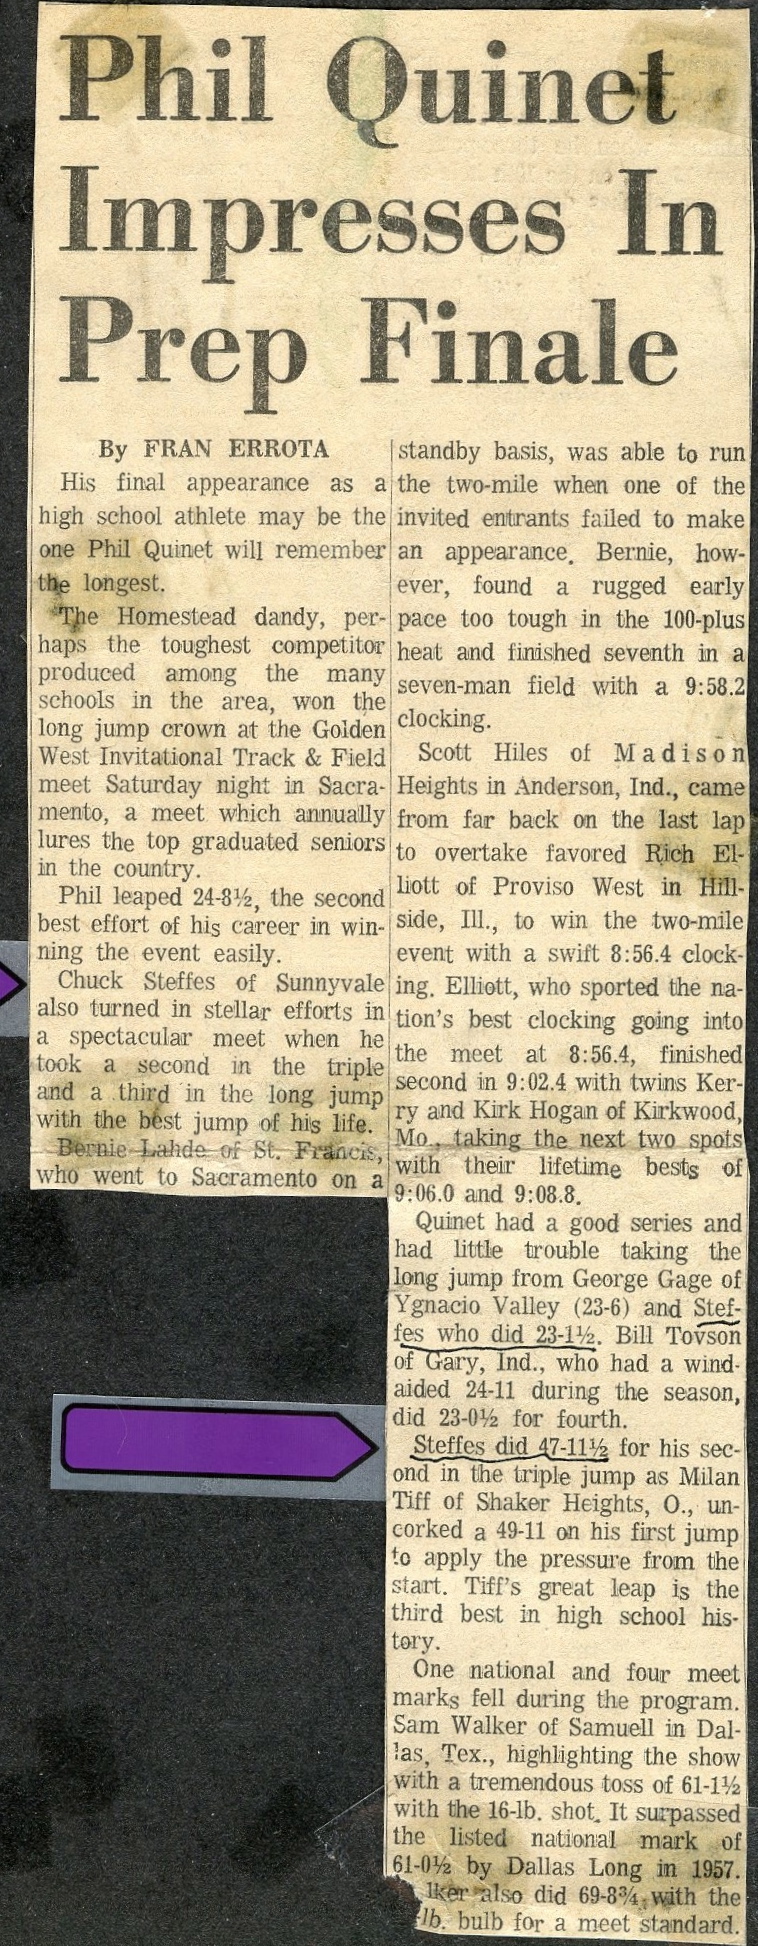 Phil Quinet
Impresses In
Prep Finale
By FRAN ERROTA
His final appearance as a
high school athlete may be the
one Phil Quinet will remember
the longest.
The Homestead dandy, per-
haps the toughest competitor
produced among the many
schools in the area, won the
long jump crown at the Golden
West Invitational Track & Field
meet Saturday night in Sacra-
mento, a meet which annually
lures the top graduated seniors
in the country.
Phil leaped 24-8½, the second
best effort of his career in win-
ning the event easily.
Chuck Steffes of Sunnyvale
also turned in stellar efforts in
a spectacular meet when he
took a second in the triple
and a third in the long jump
with the best jump of his life.
Bernie Lahde of St. Francis,
who went to Sacramento on a
standby basis, was able to run
the two-mile when one of the
invited entrants failed to make
an appearance. Bernie, how-
ever, found a rugged early
pace too tough in the 100-plus
heat and finished seventh in a
seven-man field with a 9:58.2
clocking.
Scott Hiles of Madison
Heights in Anderson, Ind., came
from far back on the last lap
to overtake favored Rich El-
liott of Proviso West in Hill-
side, Ill., to win the two-mile
event with a swift 8:56.4 clock-
ing. Elliott, who sported the na-
tion's best clocking going into
the meet at 8:56.4, finished
second in 9:02.4 with twins Ker-
ry and Kirk Hogan of Kirkwood,
Mo., taking the next two spots
with their lifetime bests of
9:06.0 and 9:08.8.
Quinet had a good series and
had little trouble taking the
long jump from George Gage of
Ygnacio Valley (23-6) and Stef-
fes who did 23-1½. Bill Tovson
of Gary, Ind., who had a wind-
aided 24-11 during the season,
did 23-0½ for fourth.
Steffes did 47-11½ for his sec-
ond in the triple jump as Milan
Tiff of Shaker Heights, O., un-
corked a 49-11 on his first jump
to apply the pressure from the
start. Tiff's great leap is the
third best in high school his-
tory.
One national and four meet
marks fell during the program.
Sam Walker of Samuell in Dal-
las, Tex., highlighting the show
with a tremendous toss of 61-1½
with the 16-lb. shot. It surpassed
the listed national mark of
61-0½ by Dallas Long in 1957.
lker also did 69-8¾ with the
-lb. bulb for a meet standard.